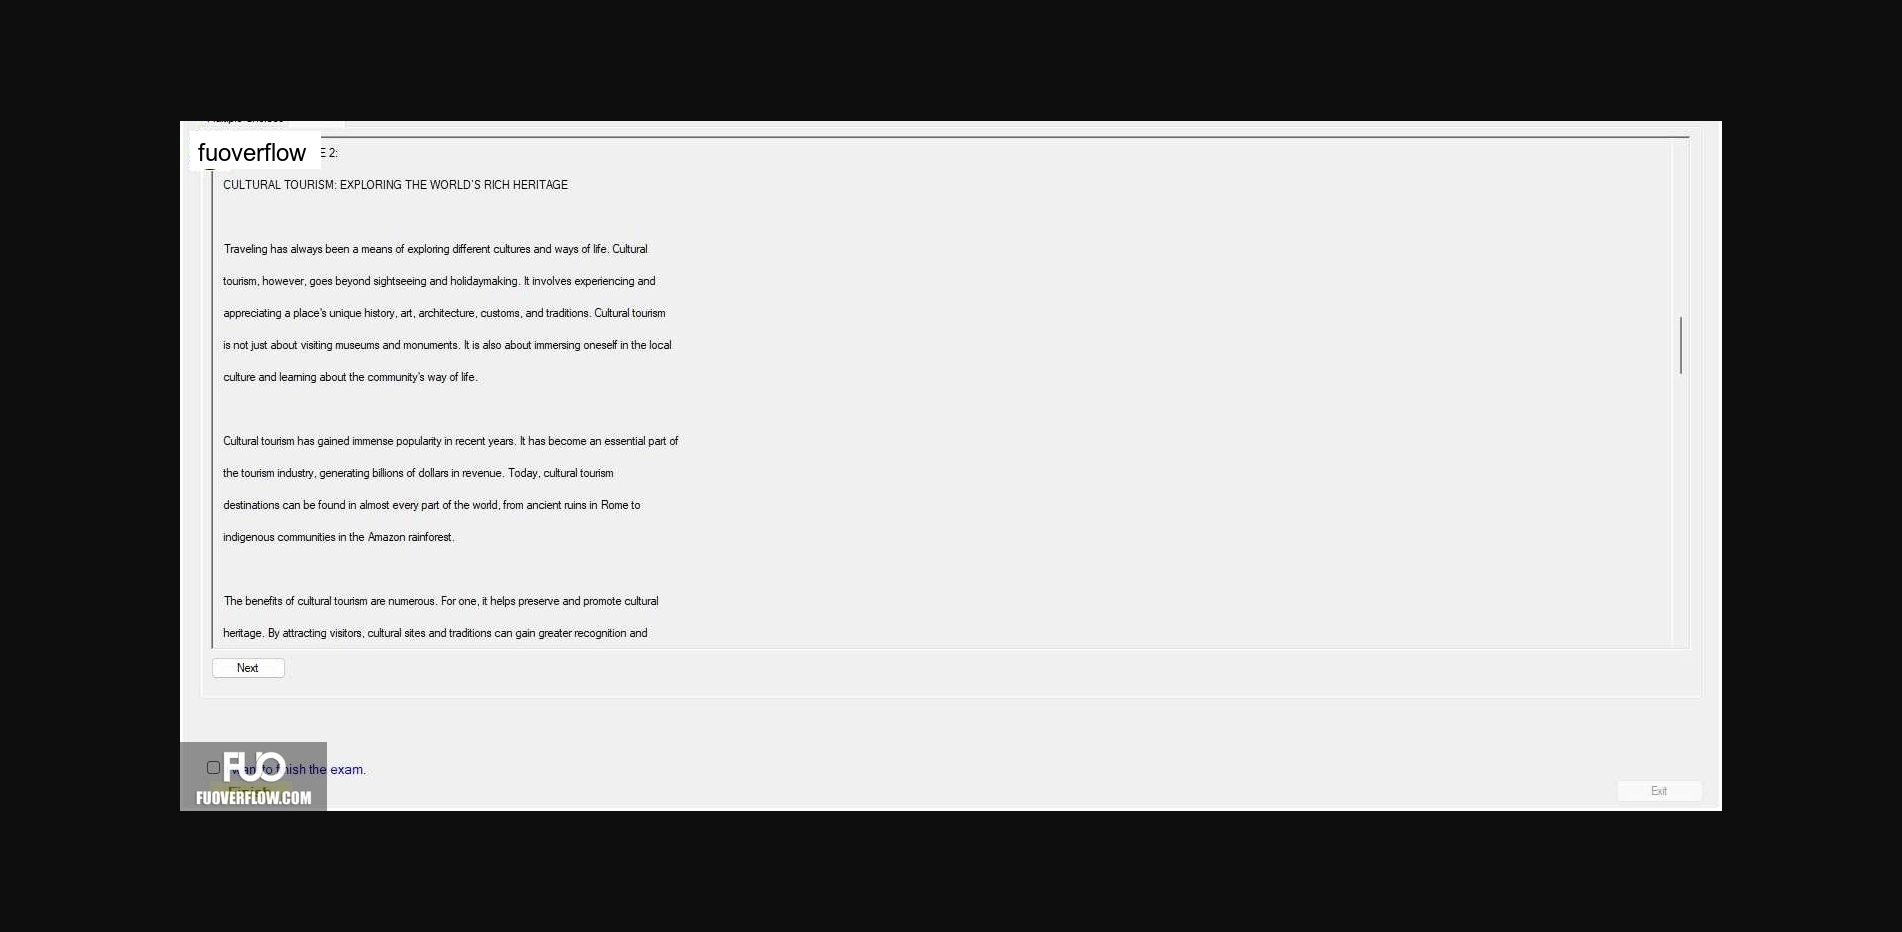 fuoverflow
E 2:
CULTURAL TOURISM: EXPLORING THE WORLD'S RICH HERITAGE
Traveling has always been a means of exploring different cultures and ways of life. Cultural
tourism, however, goes beyond sightseeing and holidaymaking. It involves experiencing and
appreciating a place's unique history, art, architecture, customs, and traditions. Cultural tourism
is not just about visiting museums and monuments. It is also about immersing oneself in the local
culture and learning about the community's way of life.
Cultural tourism has gained immense popularity in recent years. It has become an essential part of
the tourism industry, generating billions of dollars in revenue. Today, cultural tourism
destinations can be found in almost every part of the world, from ancient ruins in Rome to
indigenous communities in the Amazon rainforest.
The benefits of cultural tourism are numerous. For one, it helps preserve and promote cultural
heritage. By attracting visitors, cultural sites and traditions can gain greater recognition and
Next
FUO
want to finish the exam.
Finish
FUOVERFLOW.COM
Exit